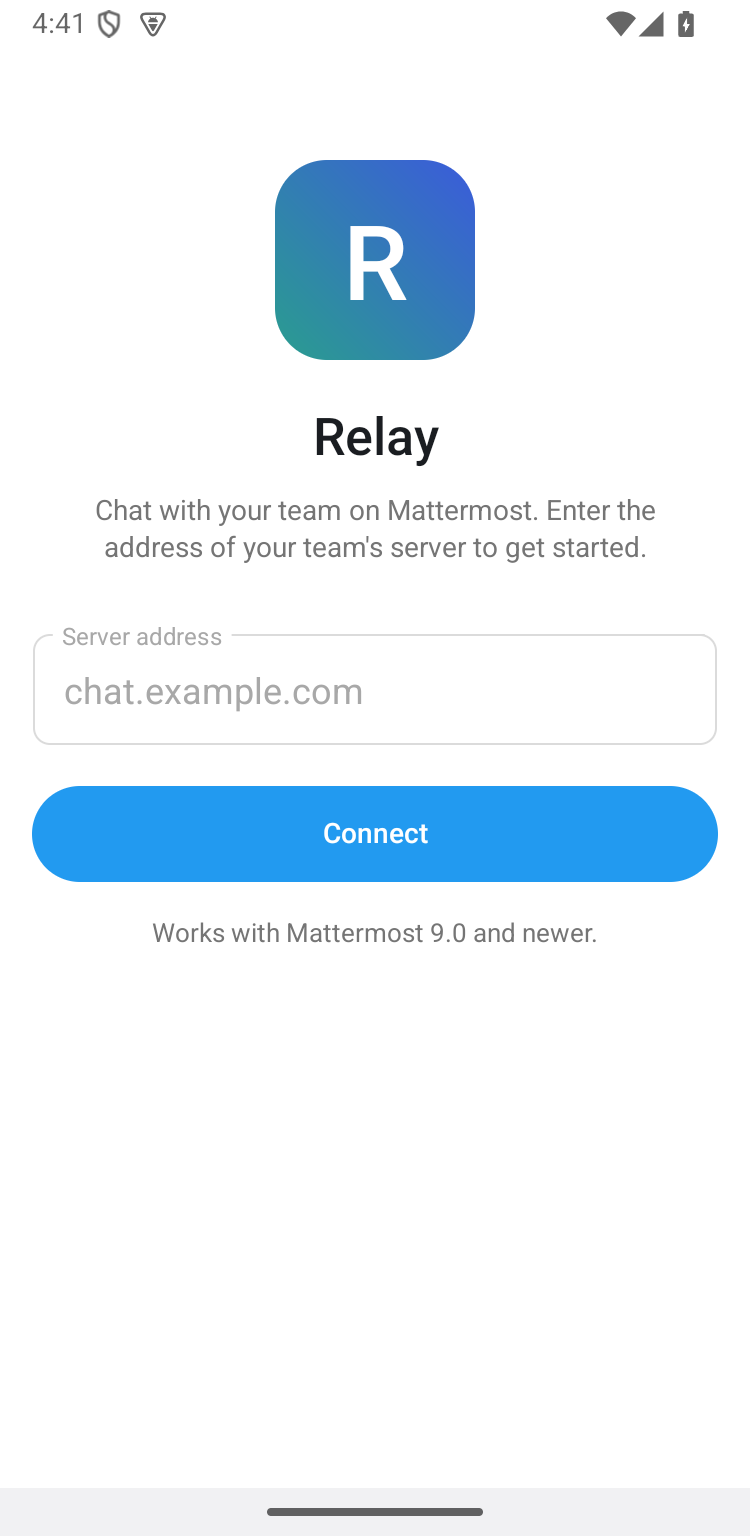 4:41
R
Relay
Chat with your team on Mattermost. Enter the
address of your team's server to get started.
Server address
chat.example.com
Connect
Works with Mattermost 9.0 and newer.